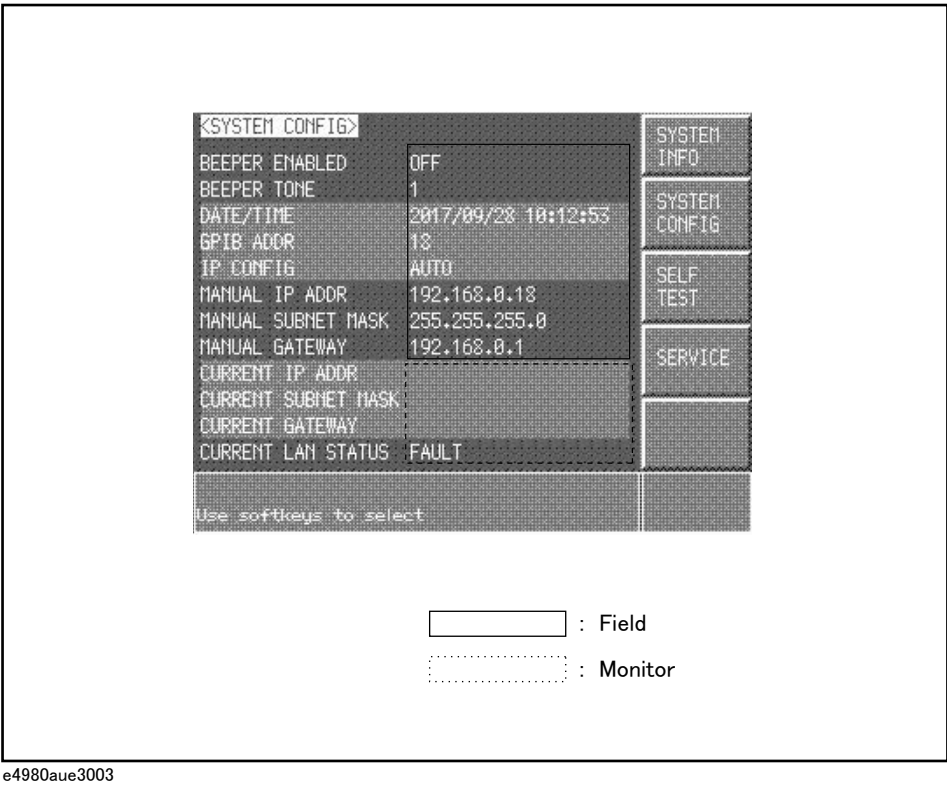 <SYSTEM CONFIG>
BEEPER ENABLED OFF
BEEPER TONE 1
DATE/TIME 2017/09/28 10:12:53
GPIB ADDR 18
IP CONFIG AUTO
MANUAL IP ADDR 192.168.0.18
MANUAL SUBNET MASK 255.255.255.0
MANUAL GATEWAY 192.168.0.1
CURRENT IP ADDR
CURRENT SUBNET MASK
CURRENT GATEWAY
CURRENT LAN STATUS FAULT
Use softkeys to select
SYSTEM
INFO
SYSTEM
CONFIG
SELF
TEST
SERVICE
: Field
: Monitor
e4980aue3003